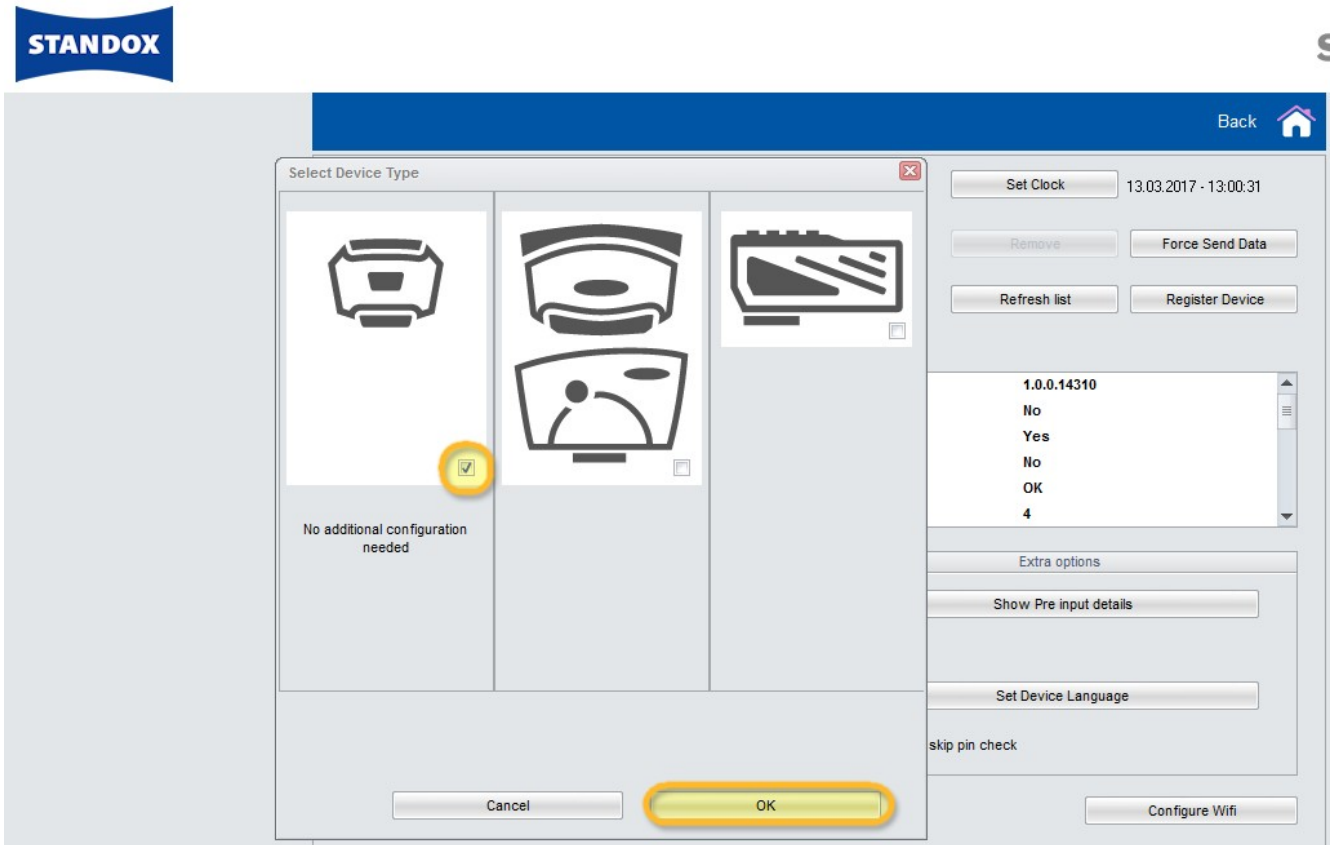 STANDOX
S
Back
Select Device Type
Set Clock
13.03.2017 - 13:00:31
Remove
Force Send Data
Refresh list
Register Device
1.0.0.14310
No
Yes
No
OK
4
No additional configuration
needed
Extra options
Show Pre input details
Set Device Language
skip pin check
Cancel
OK
Configure Wifi